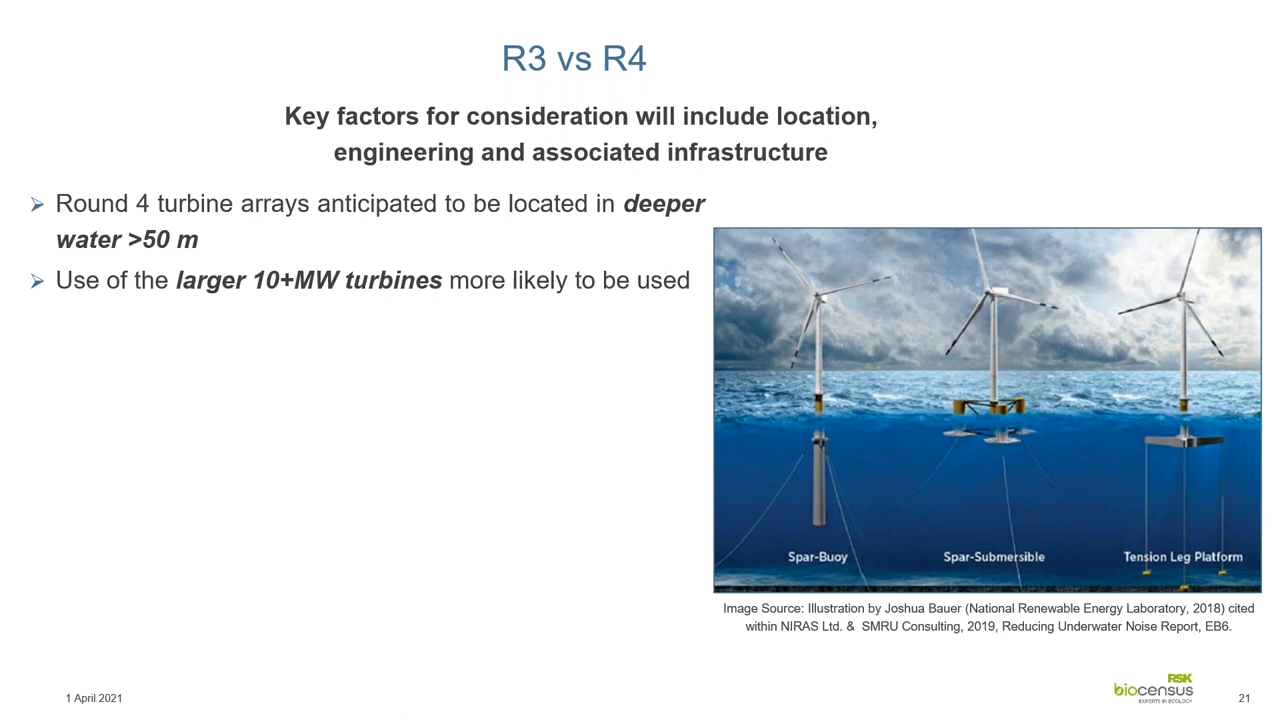 R3 vs R4
Key factors for consideration will include location,
engineering and associated infrastructure
Round 4 turbine arrays anticipated to be located in deeper
water >50 m
Use of the larger 10+MW turbines more likely to be used
Spar-Buoy
Spar-Submersible
Tension Leg Platform
Image Source: Illustration by Joshua Bauer (National Renewable Energy Laboratory, 2018) cited
within NIRAS Ltd. & SMRU Consulting, 2019, Reducing Underwater Noise Report, EB6.
1 April 2021
RSK
biocensus
EXPERTS IN ECOLOGY
21